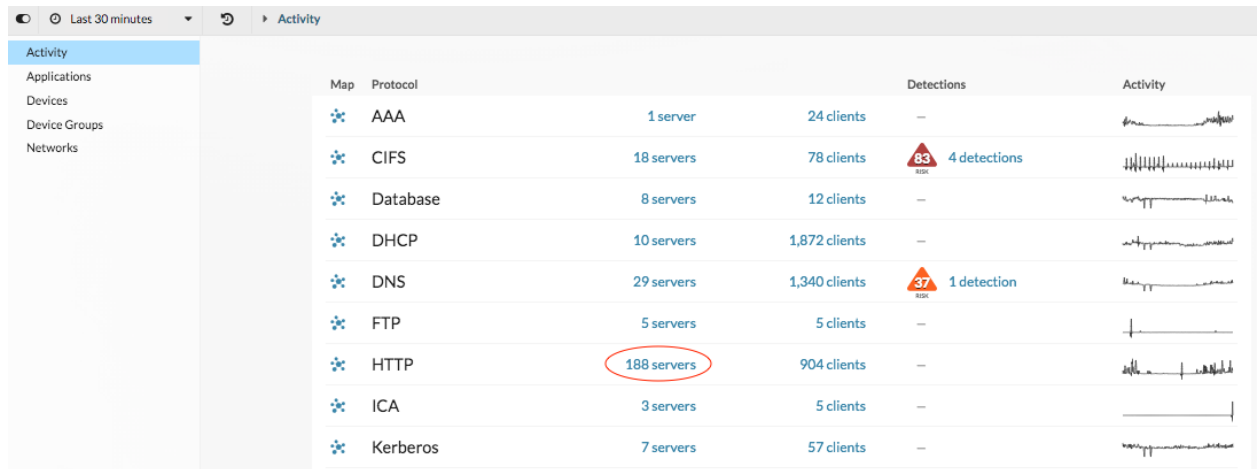 Last 30 minutes Activity
Activity
Applications
Devices
Device Groups
Networks
Map Protocol Detections Activity
AAA 1 server 24 clients –
CIFS 18 servers 78 clients 83 RISK 4 detections
Database 8 servers 12 clients –
DHCP 10 servers 1,872 clients –
DNS 29 servers 1,340 clients 37 RISK 1 detection
FTP 5 servers 5 clients –
HTTP 188 servers 904 clients –
ICA 3 servers 5 clients –
Kerberos 7 servers 57 clients –